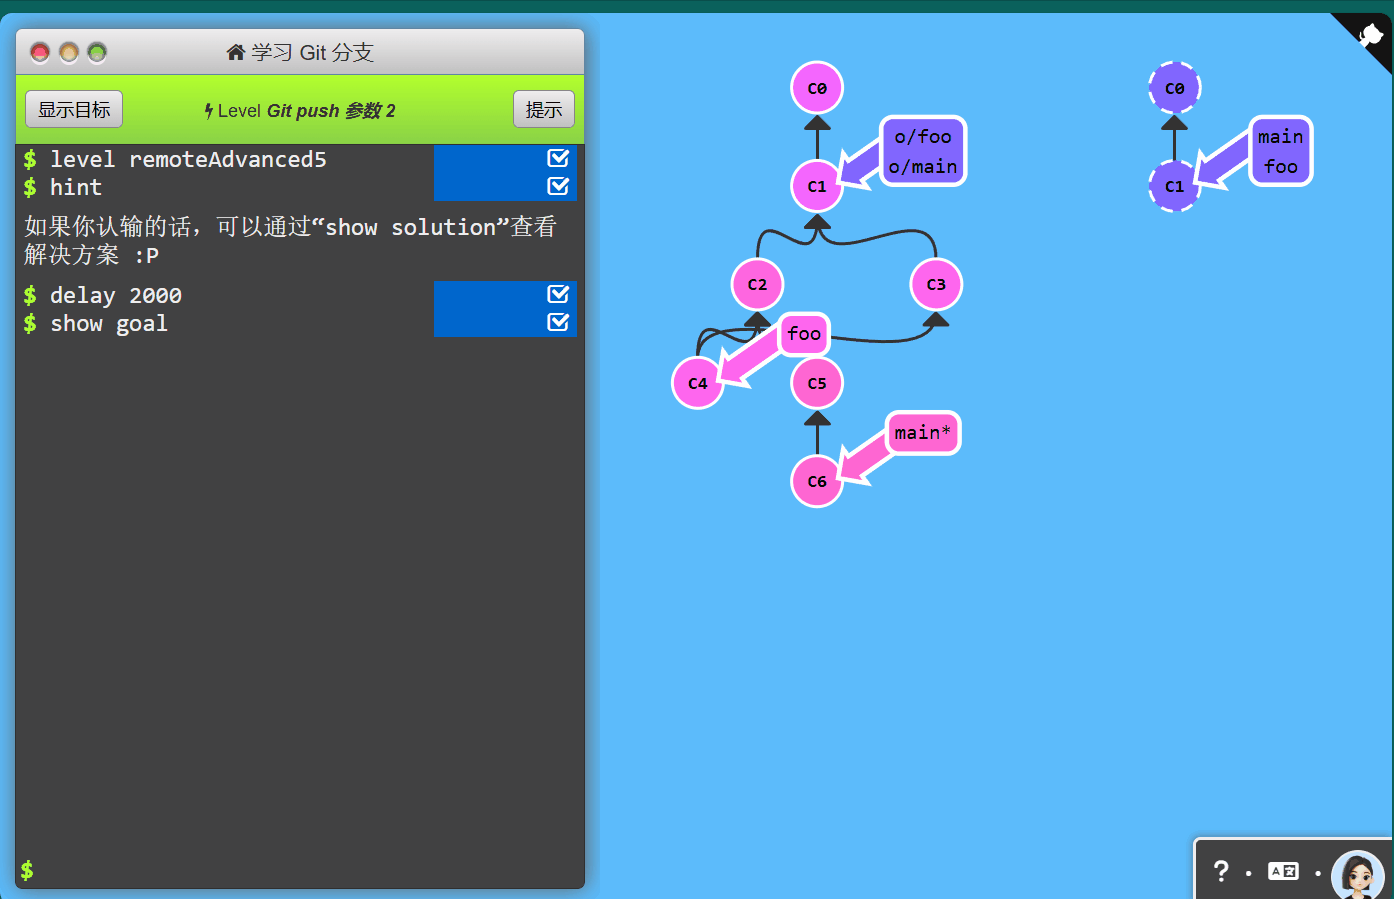 学习 Git 分支
显示目标
Level Git push 参数 2
提示
$ level remoteAdvanced5
$ hint
如果你认输的话，可以通过“show solution”查看
解决方案 :P
$ delay 2000
$ show goal
$
C0
o/foo
o/main
C1
C2
C3
foo
C4
C5
main*
C6
C0
main
foo
C1
?
A
文